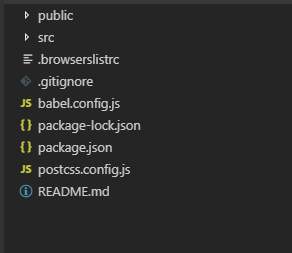 public
src
.browserslistrc
.gitignore
JS babel.config.js
{ } package-lock.json
{ } package.json
JS postcss.config.js
README.md